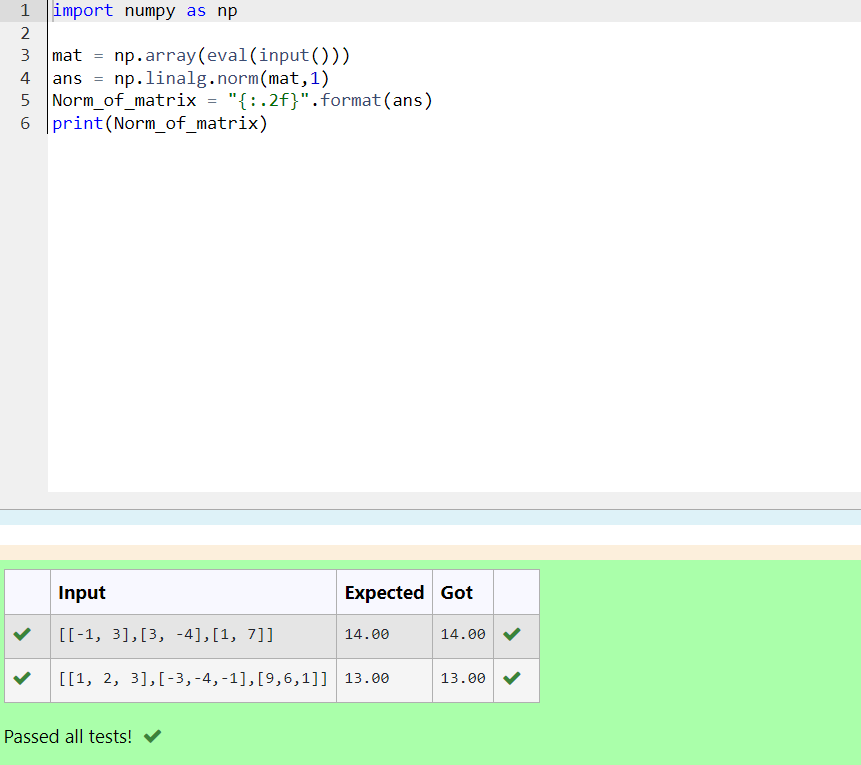 1 import numpy as np
2
3 mat = np.array(eval(input()))
4 ans = np.linalg.norm(mat,1)
5 Norm_of_matrix = "{:.2f}".format(ans)
6 print(Norm_of_matrix)
Input Expected Got
[[-1, 3],[3, -4],[1, 7]] 14.00 14.00
[[1, 2, 3],[-3,-4,-1],[9,6,1]] 13.00 13.00
Passed all tests!